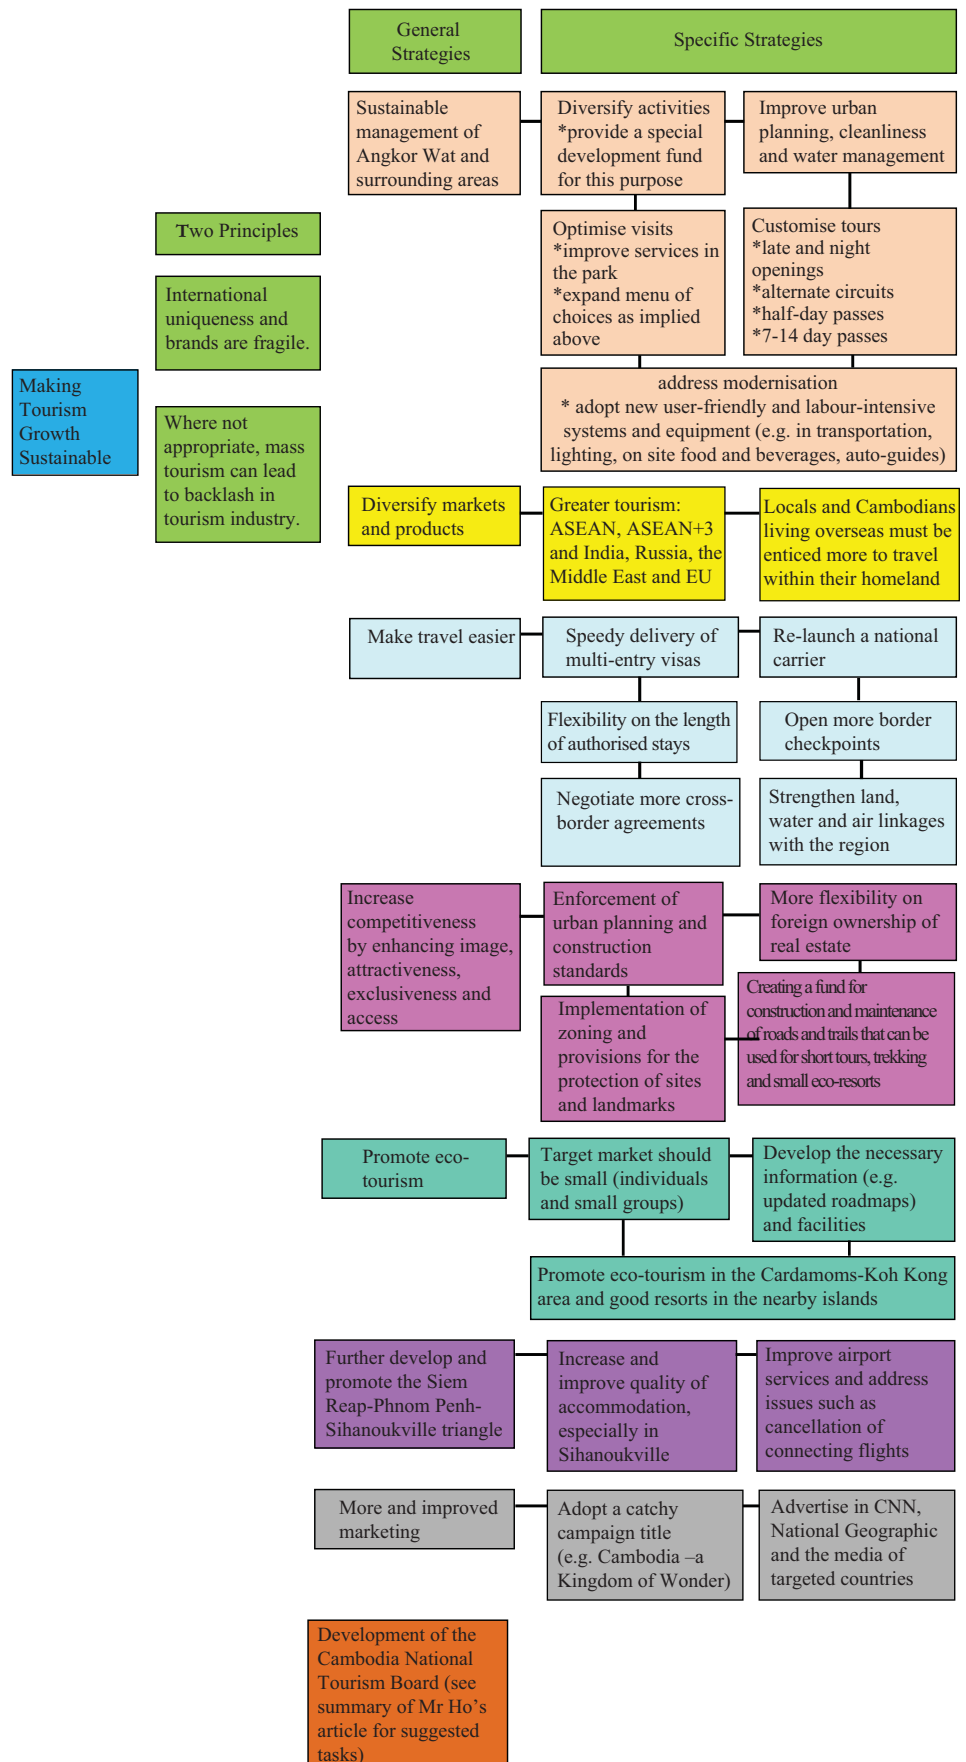 General
Strategies
Specific Strategies
Sustainable
management of
Angkor Wat and
surrounding areas
Diversify activities
*provide a special
development fund
for this purpose
Improve urban
planning, cleanliness
and water management
Two Principles
Optimise visits
*improve services in
the park
*expand menu of
choices as implied
above
Customise tours
*late and night
openings
*alternate circuits
*half-day passes
*7-14 day passes
International
uniqueness and
brands are fragile.
Making
Tourism
Growth
Sustainable
address modernisation
* adopt new user-friendly and labour-intensive
systems and equipment (e.g. in transportation,
lighting, on site food and beverages, auto-guides)
Where not
appropriate, mass
tourism can lead
to backlash in
tourism industry.
Diversify markets
and products
Greater tourism:
ASEAN, ASEAN+3
and India, Russia, the
Middle East and EU
Locals and Cambodians
living overseas must be
enticed more to travel
within their homeland
Make travel easier
Speedy delivery of
multi-entry visas
Re-launch a national
carrier
Flexibility on the length
of authorised stays
Open more border
checkpoints
Negotiate more cross-
border agreements
Strengthen land,
water and air linkages
with the region
Increase
competitiveness
by enhancing image,
attractiveness,
exclusiveness and
access
Enforcement of
urban planning and
construction
standards
More flexibility on
foreign ownership of
real estate
Implementation of
zoning and
provisions for the
protection of sites
and landmarks
Creating a fund for
construction and maintenance
of roads and trails that can be
used for short tours, trekking
and small eco-resorts
Promote eco-
tourism
Target market should
be small (individuals
and small groups)
Develop the necessary
information (e.g.
updated roadmaps)
and facilities
Promote eco-tourism in the Cardamoms-Koh Kong
area and good resorts in the nearby islands
Further develop and
promote the Siem
Reap-Phnom Penh-
Sihanoukville triangle
Increase and
improve quality of
accommodation,
especially in
Sihanoukville
Improve airport
services and address
issues such as
cancellation of
connecting flights
More and improved
marketing
Adopt a catchy
campaign title
(e.g. Cambodia –a
Kingdom of Wonder)
Advertise in CNN,
National Geographic
and the media of
targeted countries
Development of the
Cambodia National
Tourism Board (see
summary of Mr Ho’s
article for suggested
tasks)